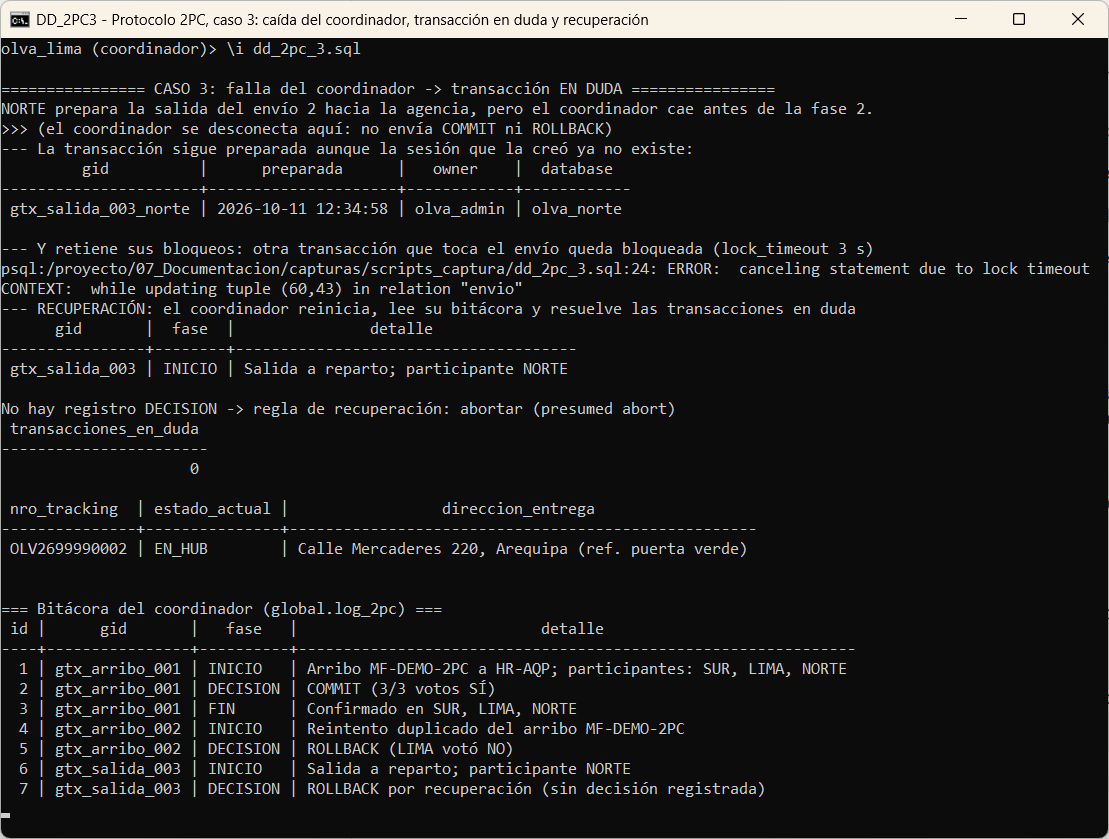 DD_2PC3 - Protocolo 2PC, caso 3: caída del coordinador, transacción en duda y recuperación
olva_lima (coordinador)> \i dd_2pc_3.sql
================ CASO 3: falla del coordinador -> transacción EN DUDA ================
NORTE prepara la salida del envío 2 hacia la agencia, pero el coordinador cae antes de la fase 2.
>>> (el coordinador se desconecta aquí: no envía COMMIT ni ROLLBACK)
--- La transacción sigue preparada aunque la sesión que la creó ya no existe:
         gid          |      preparada      |   owner    |  database
----------------------+---------------------+------------+------------
 gtx_salida_003_norte | 2026-10-11 12:34:58 | olva_admin | olva_norte
--- Y retiene sus bloqueos: otra transacción que toca el envío queda bloqueada (lock_timeout 3 s)
psql:/proyecto/07_Documentacion/capturas/scripts_captura/dd_2pc_3.sql:24: ERROR:  canceling statement due to lock timeout
CONTEXT:  while updating tuple (60,43) in relation "envio"
--- RECUPERACIÓN: el coordinador reinicia, lee su bitácora y resuelve las transacciones en duda
      gid       |  fase  |               detalle
----------------+--------+--------------------------------------
 gtx_salida_003 | INICIO | Salida a reparto; participante NORTE
No hay registro DECISION -> regla de recuperación: abortar (presumed abort)
 transacciones_en_duda
-----------------------
                     0
 nro_tracking  | estado_actual |                 direccion_entrega
---------------+---------------+----------------------------------------------------
 OLV2699990002 | EN_HUB        | Calle Mercaderes 220, Arequipa (ref. puerta verde)
=== Bitácora del coordinador (global.log_2pc) ===
 id |      gid       |   fase   |                           detalle
----+----------------+----------+--------------------------------------------------------------
  1 | gtx_arribo_001 | INICIO   | Arribo MF-DEMO-2PC a HR-AQP; participantes: SUR, LIMA, NORTE
  2 | gtx_arribo_001 | DECISION | COMMIT (3/3 votos SÍ)
  3 | gtx_arribo_001 | FIN      | Confirmado en SUR, LIMA, NORTE
  4 | gtx_arribo_002 | INICIO   | Reintento duplicado del arribo MF-DEMO-2PC
  5 | gtx_arribo_002 | DECISION | ROLLBACK (LIMA votó NO)
  6 | gtx_salida_003 | INICIO   | Salida a reparto; participante NORTE
  7 | gtx_salida_003 | DECISION | ROLLBACK por recuperación (sin decisión registrada)